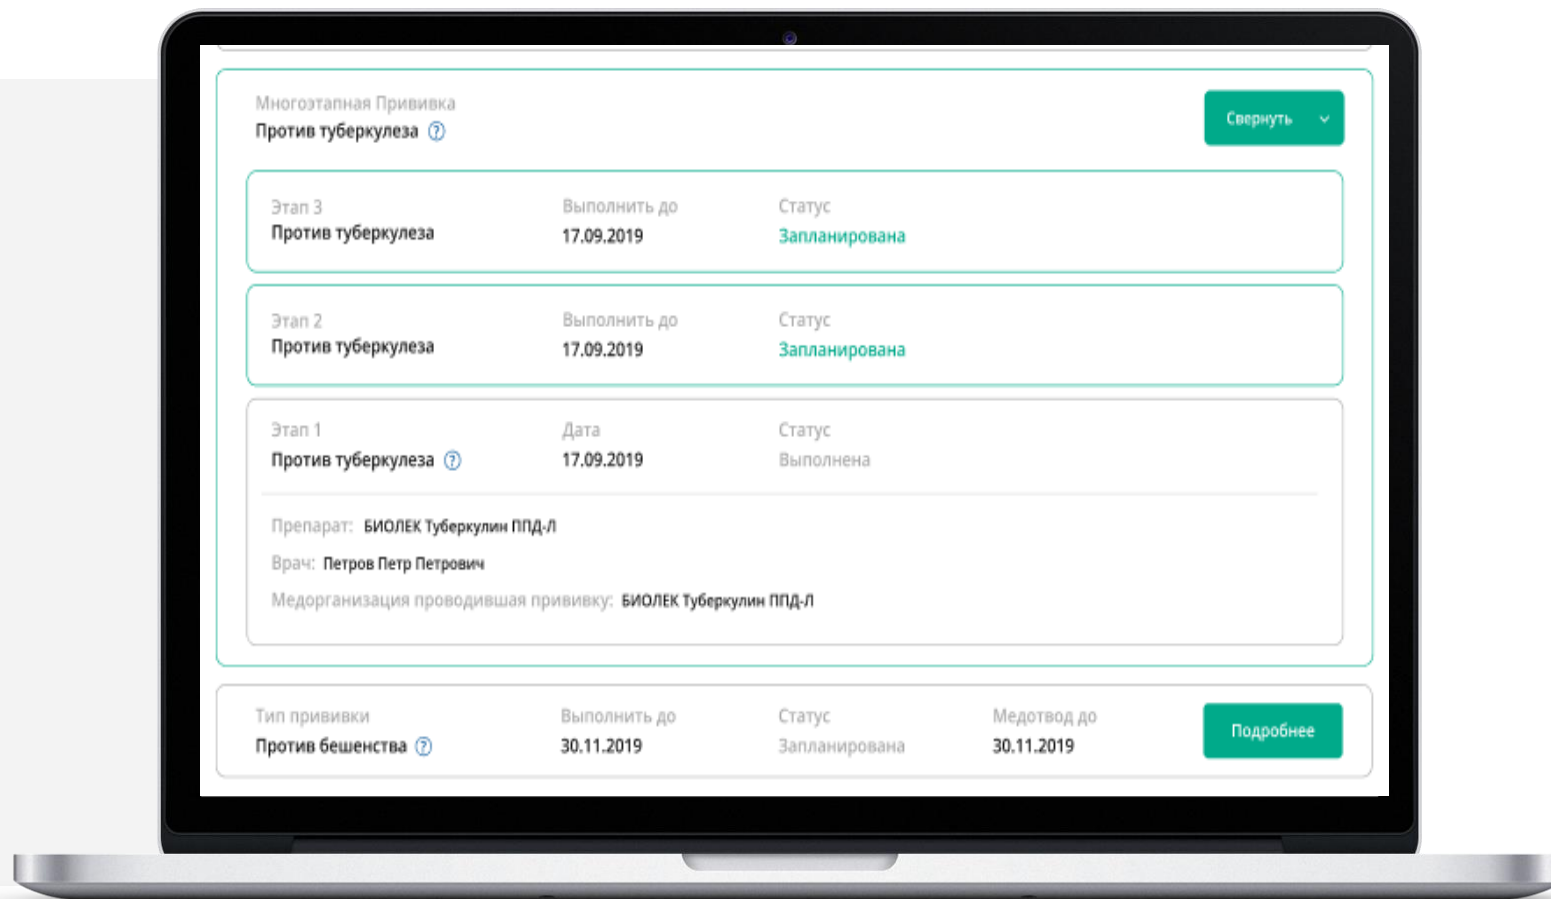 Многоэтапная Прививка
Против туберкулеза ?
Свернуть
Этап 3 Выполнить до Статус
Против туберкулеза 17.09.2019 Запланирована
Этап 2 Выполнить до Статус
Против туберкулеза 17.09.2019 Запланирована
Этап 1 Дата Статус
Против туберкулеза ? 17.09.2019 Выполнена
Препарат: БИОЛЕК Туберкулин ППД-Л
Врач: Петров Петр Петрович
Медорганизация проводившая прививку: БИОЛЕК Туберкулин ППД-Л
Тип прививки Выполнить до Статус Медотвод до
Против бешенства ? 30.11.2019 Запланирована 30.11.2019
Подробнее